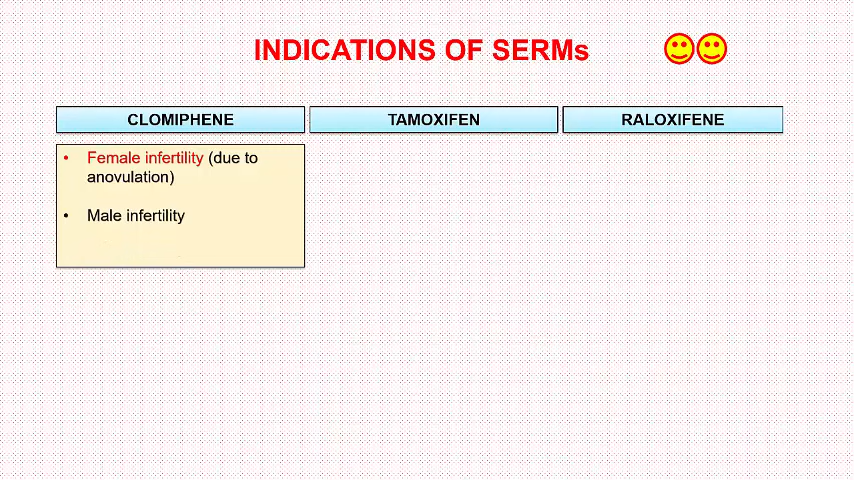 INDICATIONS OF SERMs
CLOMIPHENE
TAMOXIFEN
RALOXIFENE
• Female infertility (due to
anovulation)
• Male infertility